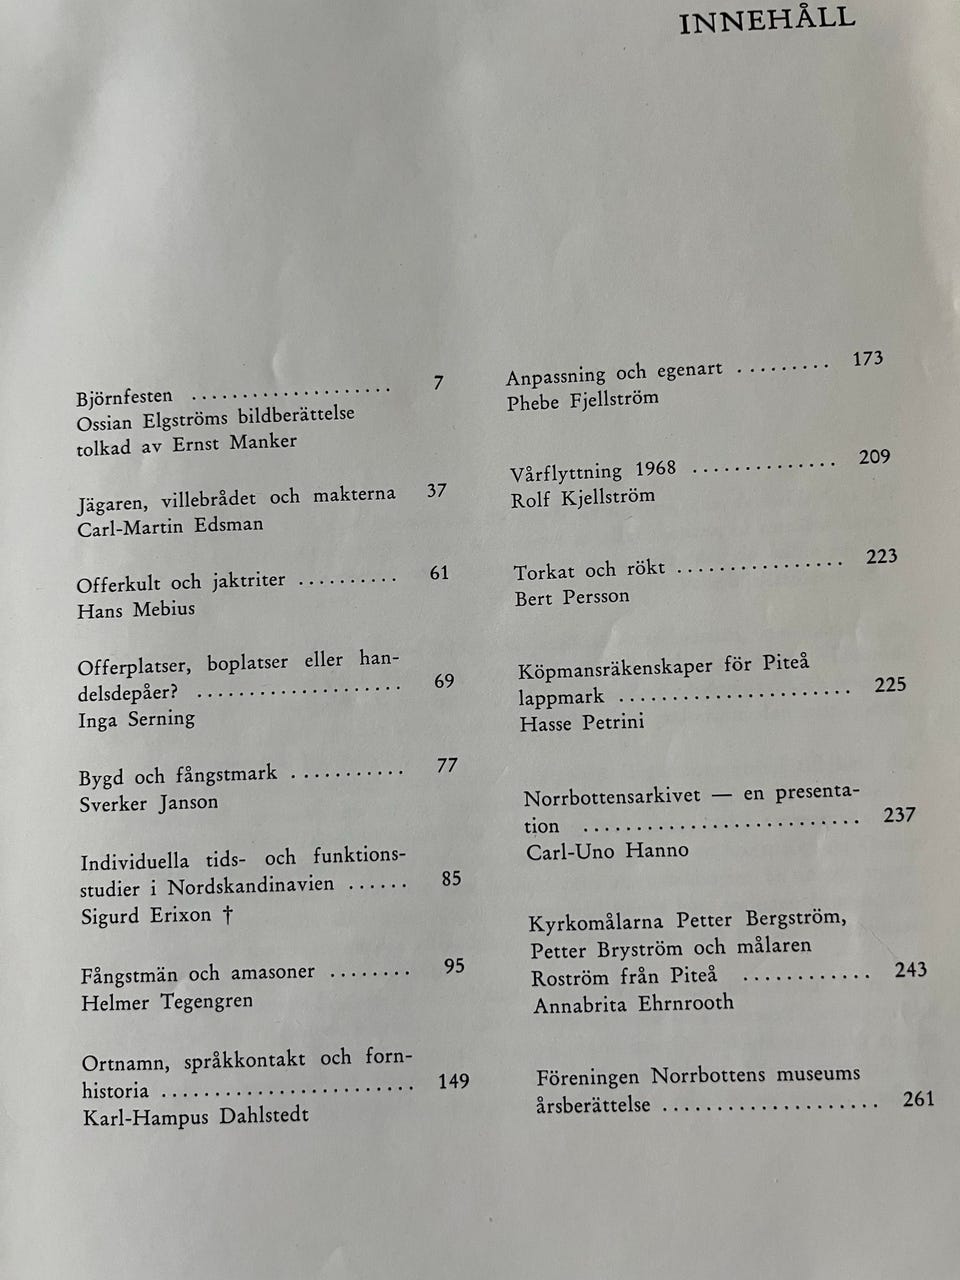 INNEHÅLL
Björnfesten .................... 7
Ossian Elgströms bildberättelse
tolkad av Ernst Manker
Jägaren, villebrådet och makterna 37
Carl-Martin Edsman
Offerkult och jaktriter .......... 61
Hans Mebius
Offerplatser, boplatser eller han-
delsdepåer? .................... 69
Inga Serning
Bygd och fångstmark ........... 77
Sverker Janson
Individuella tids- och funktions-
studier i Nordskandinavien ...... 85
Sigurd Erixon †
Fångstmän och amasoner ........ 95
Helmer Tegengren
Ortnamn, språkkontakt och forn-
historia ...................... 149
Karl-Hampus Dahlstedt
Anpassning och egenart ......... 173
Phebe Fjellström
Vårflyttning 1968 .............. 209
Rolf Kjellström
Torkat och rökt ................ 223
Bert Persson
Köpmansräkenskaper för Piteå
lappmark ....................... 225
Hasse Petrini
Norrbottensarkivet — en presenta-
tion ........................... 237
Carl-Uno Hanno
Kyrkomålarna Petter Bergström,
Petter Bryström och målaren
Roström från Piteå ............ 243
Annabrita Ehrnrooth
Föreningen Norrbottens museums
årsberättelse .................... 261